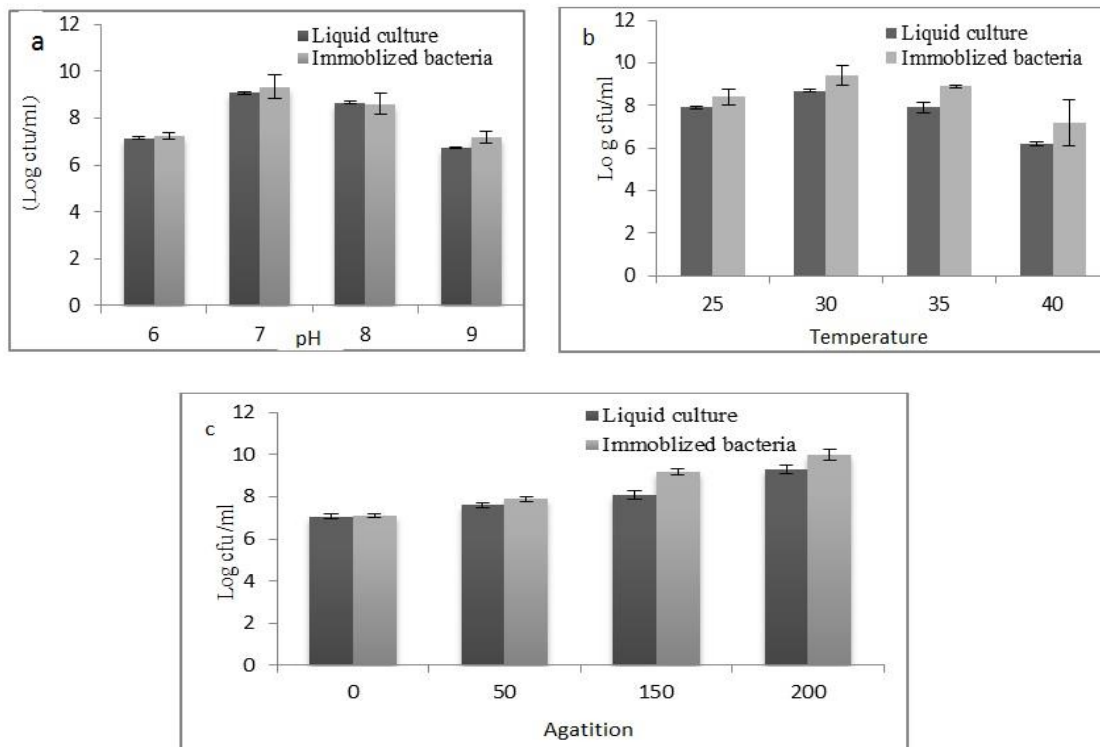 a
12
10
8
6
4
2
0
(Log cfu/ml)
Liquid culture
Immoblized bacteria
6 7 8 9
pH
b
12
10
8
6
4
2
0
Lo g cfu/ml
Liquid culture
Immoblized bacteria
25 30 35 40
Temperature
c
12
10
8
6
4
2
0
Log cfu/ml
Liquid culture
Immoblized bacteria
0 50 150 200
Agatition